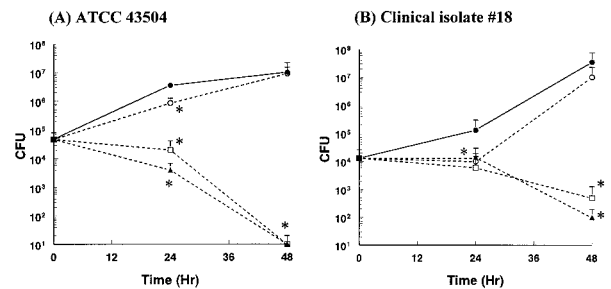 (A) ATCC 43504
(B) Clinical isolate #18
CFU
10⁸
10⁷
10⁶
10⁵
10⁴
10³
10²
10¹
0 12 24 36 48
Time (Hr)
*
*
*
*
CFU
10⁸
10⁷
10⁶
10⁵
10⁴
10³
10²
10¹
0 12 24 36 48
Time (Hr)
*
*
*